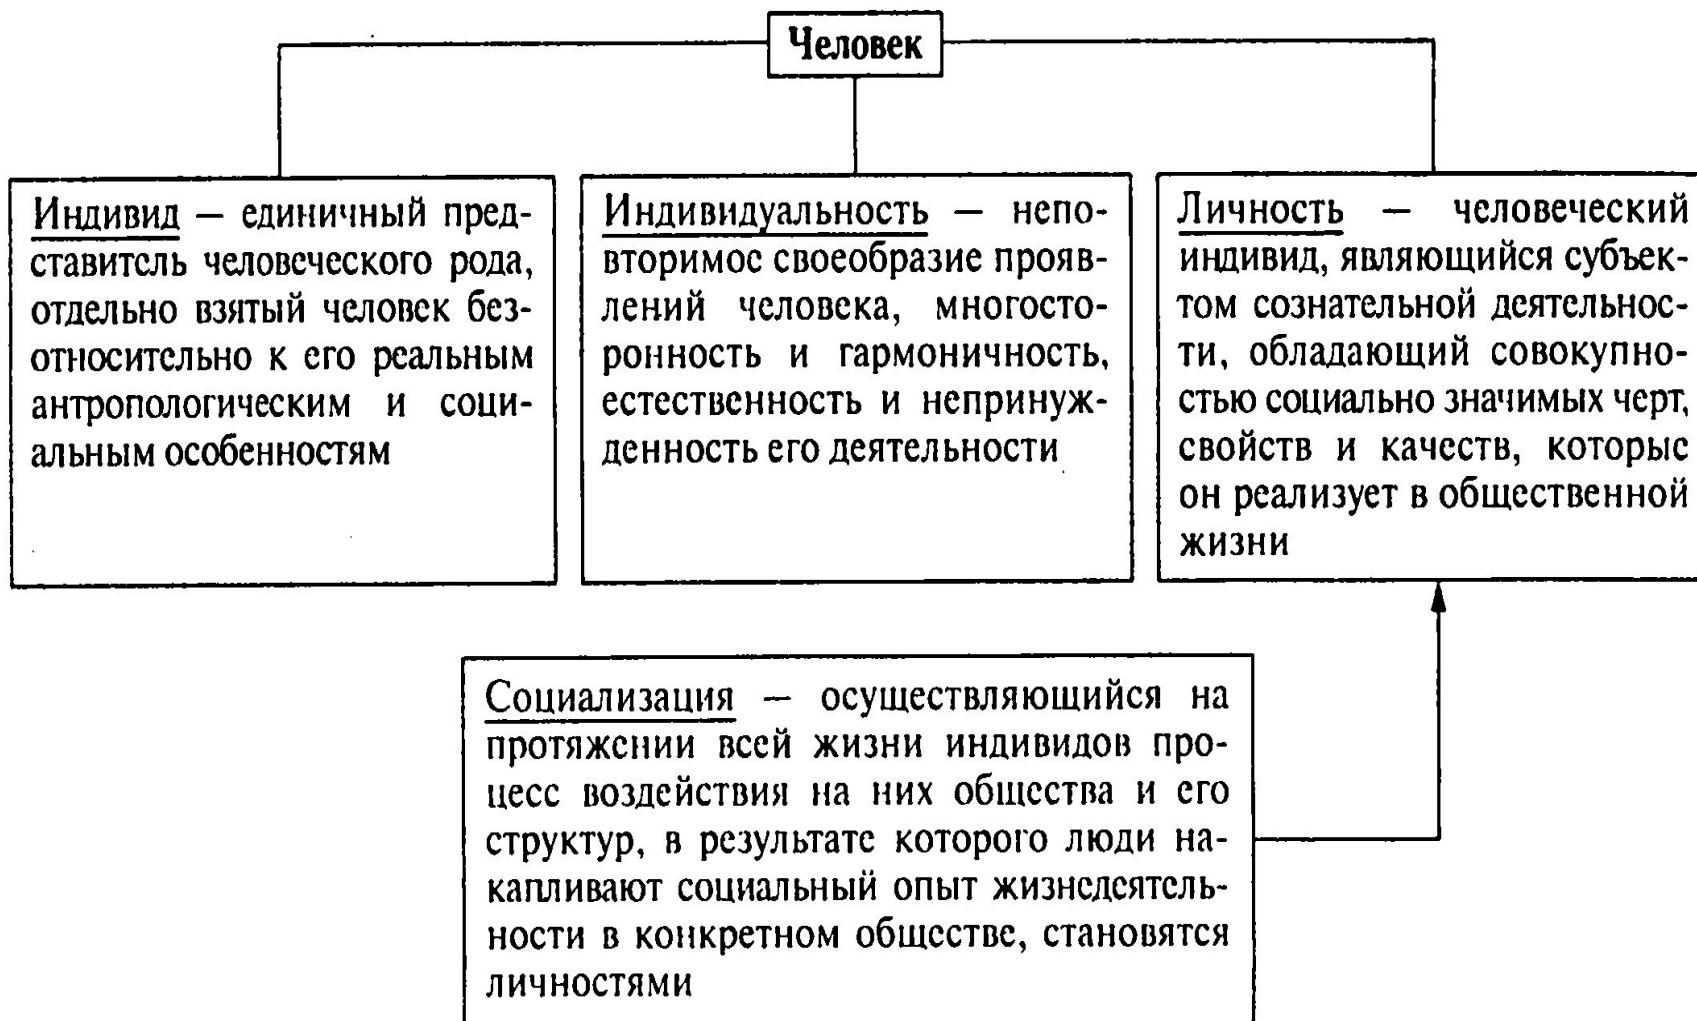 Человек
Индивид — единичный пред-
ставитель человеческого рода,
отдельно взятый человек без-
относительно к его реальным
антропологическим и соци-
альным особенностям
Индивидуальность — непо-
вторимое своеобразие прояв-
лений человека, многосто-
ронность и гармоничность,
естественность и непринуж-
денность его деятельности
Личность — человеческий
индивид, являющийся субъек-
том сознательной деятельнос-
ти, обладающий совокупно-
стью социально значимых черт,
свойств и качеств, которые
он реализует в общественной
жизни
Социализация — осуществляющийся на
протяжении всей жизни индивидов про-
цесс воздействия на них общества и его
структур, в результате которого люди на-
капливают социальный опыт жизнедеятель-
ности в конкретном обществе, становятся
личностями